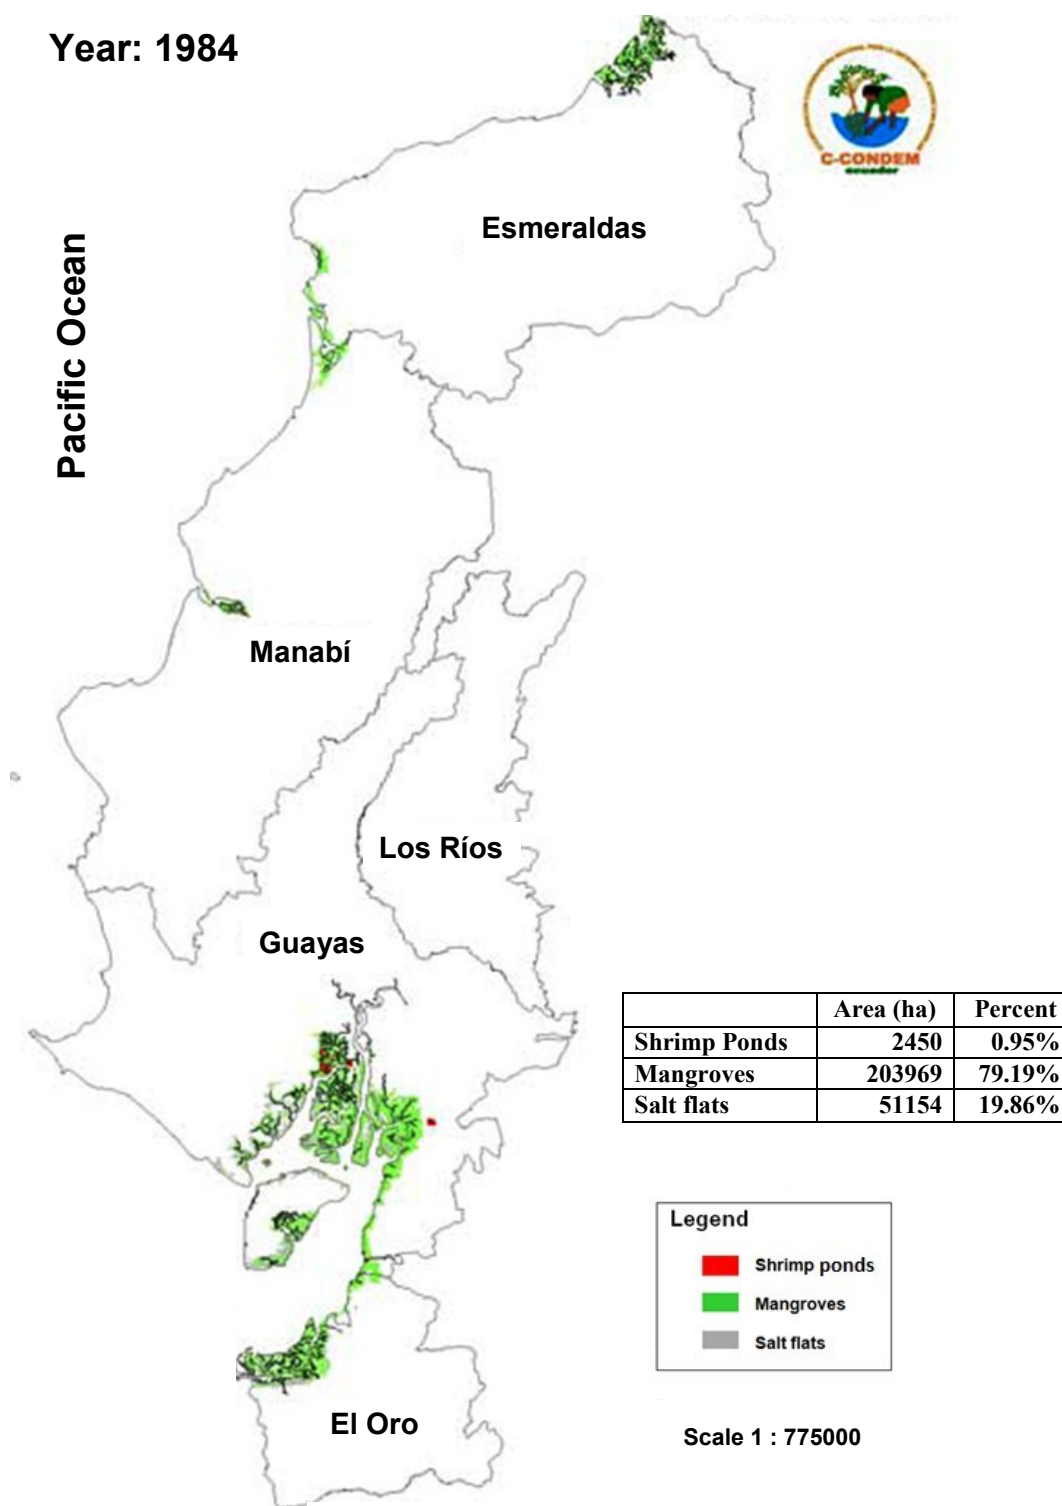 Year: 1984
C-CONDEM
ecuador
Esmeraldas
Pacific Ocean
Manabí
Los Ríos
Guayas
Area (ha) Percent
Shrimp Ponds 2450 0.95%
Mangroves 203969 79.19%
Salt flats 51154 19.86%
Legend
Shrimp ponds
Mangroves
Salt flats
El Oro
Scale 1 : 775000